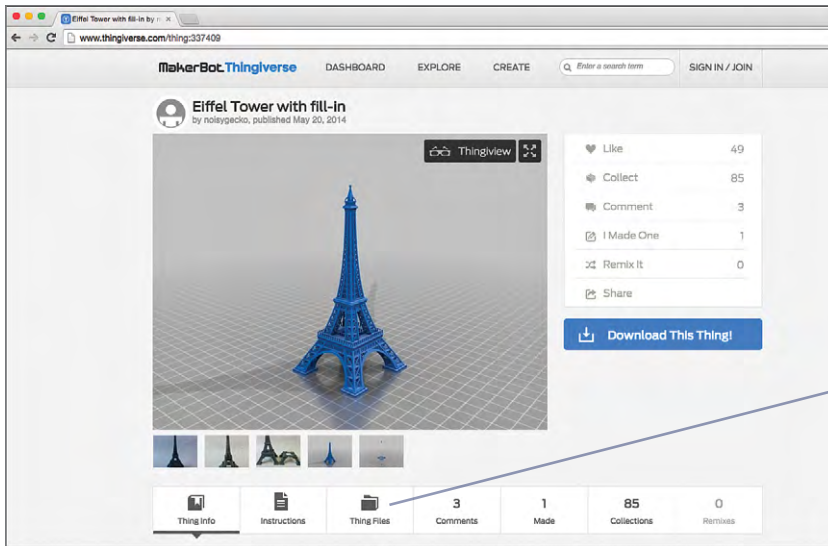 Eiffel Tower with fill-in by n
www.thingiverse.com/thing:337409
MakerBot Thingiverse DASHBOARD EXPLORE CREATE Enter a search term SIGN IN / JOIN
Eiffel Tower with fill-in
by noisygecko, published May 20, 2014
Thingiview
Like 49
Collect 85
Comment 3
I Made One 1
Remix It 0
Share
Download This Thing!
3 1 85 0
Thing Info Instructions Thing Files Comments Made Collections Remixes